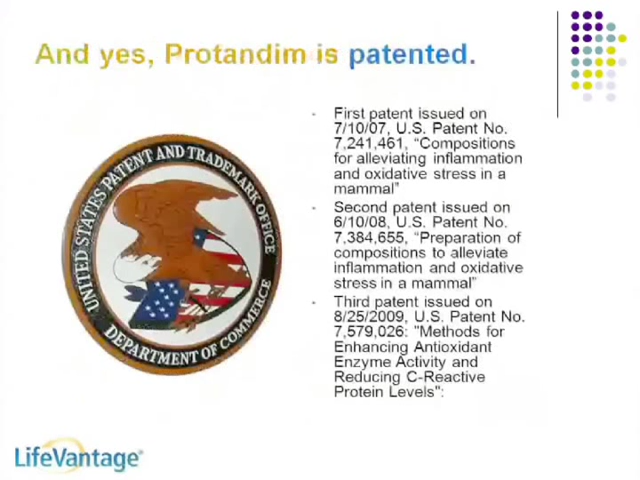 And yes, Protandim is patented.
- First patent issued on
7/10/07, U.S. Patent No.
7,241,461, “Compositions
for alleviating inflammation
and oxidative stress in a
mammal”
- Second patent issued on
6/10/08, U.S. Patent No.
7,384,655, “Preparation of
compositions to alleviate
inflammation and oxidative
stress in a mammal”
- Third patent issued on
8/25/2009, U.S. Patent No.
7,579,026: "Methods for
Enhancing Antioxidant
Enzyme Activity and
Reducing C-Reactive
Protein Levels":
UNITED STATES PATENT AND TRADEMARK OFFICE
DEPARTMENT OF COMMERCE
LifeVantage®